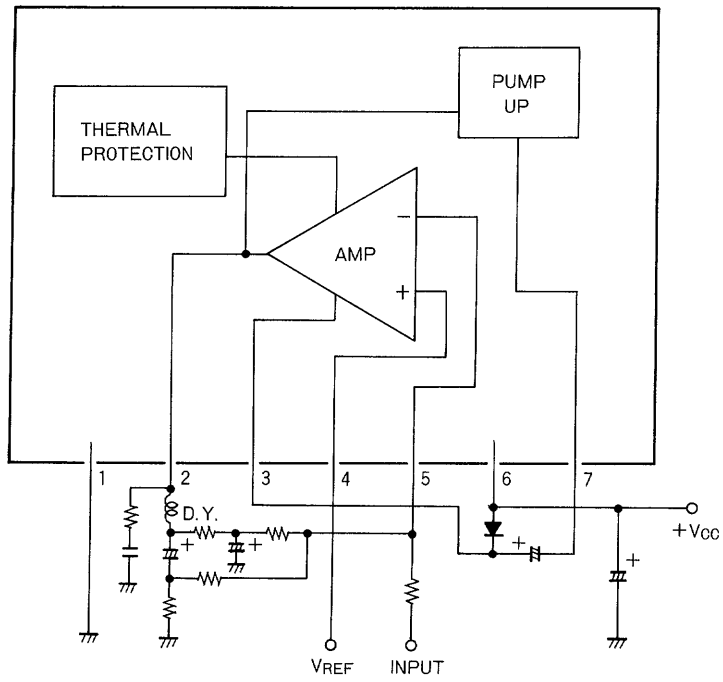 PUMP
UP
THERMAL
PROTECTION
−
AMP
+
1 2 3 4 5 6 7
D.Y.
+ + + +
+VCC
VREF INPUT